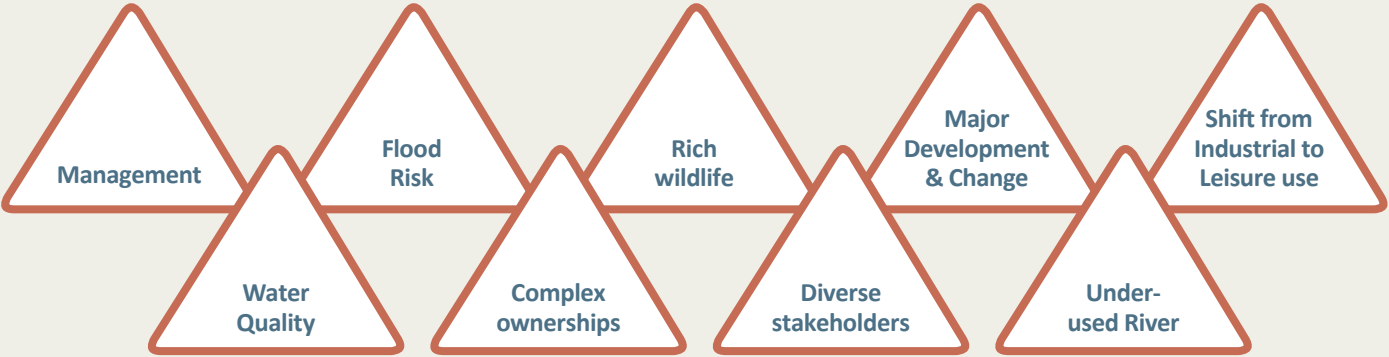 Management
Flood
Risk
Rich
wildlife
Major
Development
& Change
Shift from
Industrial to
Leisure use
Water
Quality
Complex
ownerships
Diverse
stakeholders
Under-
used River